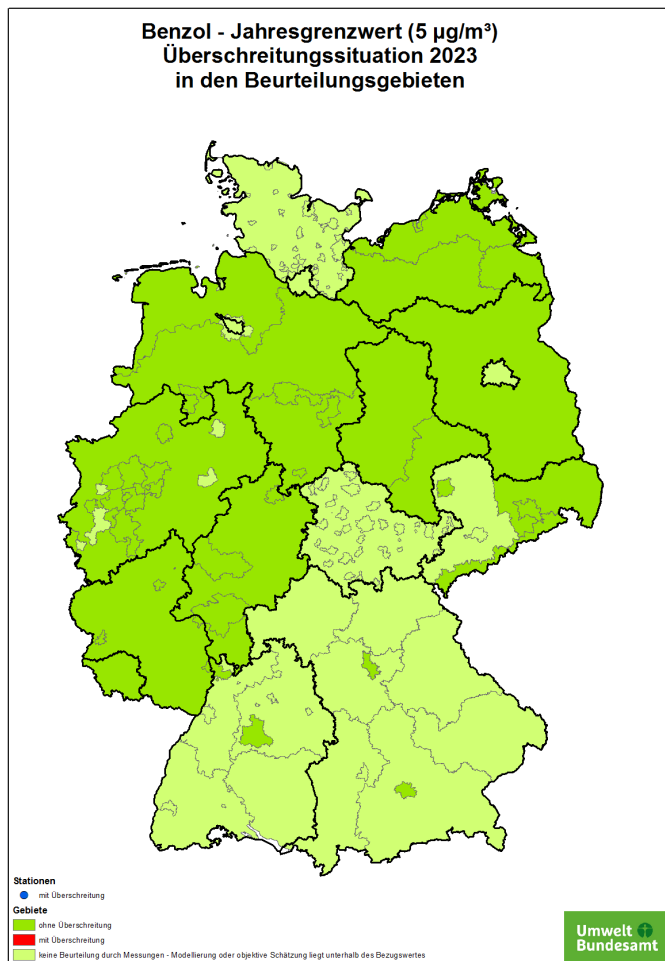 Benzol - Jahresgrenzwert (5 µg/m³)
Überschreitungssituation 2023
in den Beurteilungsgebieten
Stationen
mit Überschreitung
Gebiete
ohne Überschreitung
mit Überschreitung
keine Beurteilung durch Messungen - Modellierung oder objektive Schätzung liegt unterhalb des Bezugswertes
Umwelt
Bundesamt